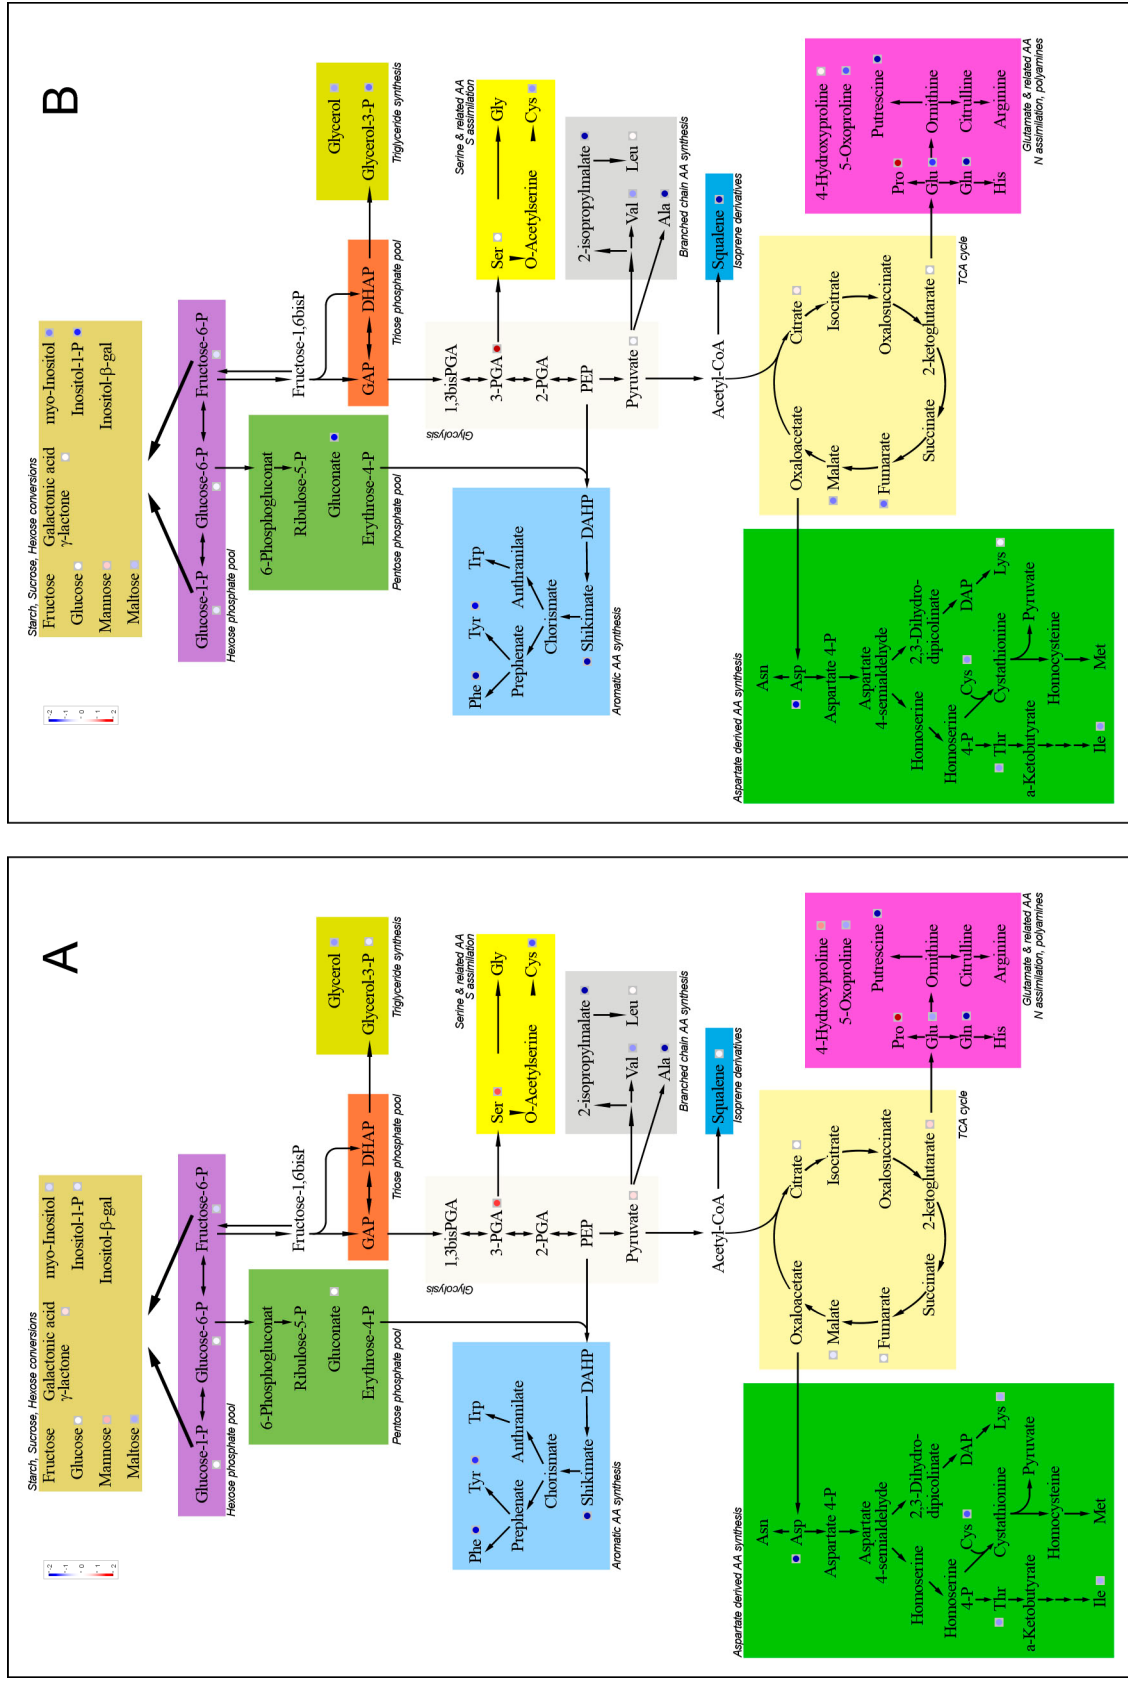 B
-2
-1
0
1
2
Starch, Sucrose, Hexose conversions
Fructose
Glucose
Mannose
Maltose
Galactonic acid
γ-lactone
myo-Inositol
Inositol-1-P
Inositol-β-gal
Glucose-1-P
Glucose-6-P
Fructose-6-P
Hexose phosphate pool
6-Phosphogluconat
Ribulose-5-P
Gluconate
Erythrose-4-P
Pentose phosphate pool
Fructose-1,6bisP
GAP
DHAP
Triose phosphate pool
Glycerol
Glycerol-3-P
Triglyceride synthesis
Glycolysis
1,3bisPGA
3-PGA
2-PGA
PEP
Pyruvate
Serine & related AA
S assimilation
Ser
Gly
O-Acetylserine
Cys
2-isopropylmalate
Val
Leu
Ala
Branched chain AA synthesis
Phe
Tyr
Trp
Prephenate
Anthranilate
Chorismate
Shikimate
DAHP
Aromatic AA synthesis
Acetyl-CoA
Squalene
Isoprene derivatives
Oxaloacetate
Citrate
Isocitrate
Oxalosuccinate
2-ketoglutarate
Succinate
Fumarate
Malate
TCA cycle
Aspartate derived AA synthesis
Asn
Asp
Aspartate 4-P
Aspartate
4-semialdehyde
Homoserine
2,3-Dihydro-
dipicolinate
Homoserine
4-P
Cys
DAP
Thr
Cystathionine
Lys
a-Ketobutyrate
Pyruvate
Homocysteine
Ile
Met
4-Hydroxyproline
5-Oxoproline
Putrescine
Pro
Glu
Ornithine
Gln
Citrulline
His
Arginine
Glutamate & related AA
N assimilation, polyamines
A
-2
-1
0
1
2
Starch, Sucrose, Hexose conversions
Fructose
Glucose
Mannose
Maltose
Galactonic acid
γ-lactone
myo-Inositol
Inositol-1-P
Inositol-β-gal
Glucose-1-P
Glucose-6-P
Fructose-6-P
Hexose phosphate pool
6-Phosphogluconat
Ribulose-5-P
Gluconate
Erythrose-4-P
Pentose phosphate pool
Fructose-1,6bisP
GAP
DHAP
Triose phosphate pool
Glycerol
Glycerol-3-P
Triglyceride synthesis
Glycolysis
1,3bisPGA
3-PGA
2-PGA
PEP
Pyruvate
Serine & related AA
S assimilation
Ser
Gly
O-Acetylserine
Cys
2-isopropylmalate
Val
Leu
Ala
Branched chain AA synthesis
Phe
Tyr
Trp
Prephenate
Anthranilate
Chorismate
Shikimate
DAHP
Aromatic AA synthesis
Acetyl-CoA
Squalene
Isoprene derivatives
Oxaloacetate
Citrate
Isocitrate
Oxalosuccinate
2-ketoglutarate
Succinate
Fumarate
Malate
TCA cycle
Aspartate derived AA synthesis
Asn
Asp
Aspartate 4-P
Aspartate
4-semialdehyde
Homoserine
2,3-Dihydro-
dipicolinate
Homoserine
4-P
Cys
DAP
Thr
Cystathionine
Lys
a-Ketobutyrate
Pyruvate
Homocysteine
Ile
Met
4-Hydroxyproline
5-Oxoproline
Putrescine
Pro
Glu
Ornithine
Gln
Citrulline
His
Arginine
Glutamate & related AA
N assimilation, polyamines